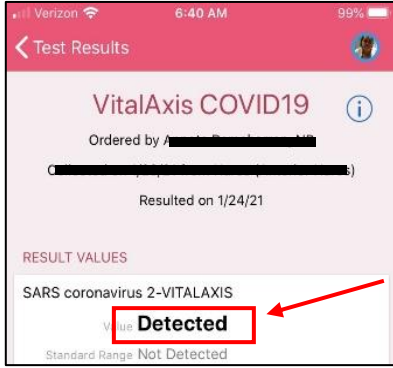 Verizon 6:40 AM 99%
Test Results
VitalAxis COVID19
Ordered by
Resulted on 1/24/21
RESULT VALUES
SARS coronavirus 2-VITALAXIS
Value Detected
Standard Range Not Detected